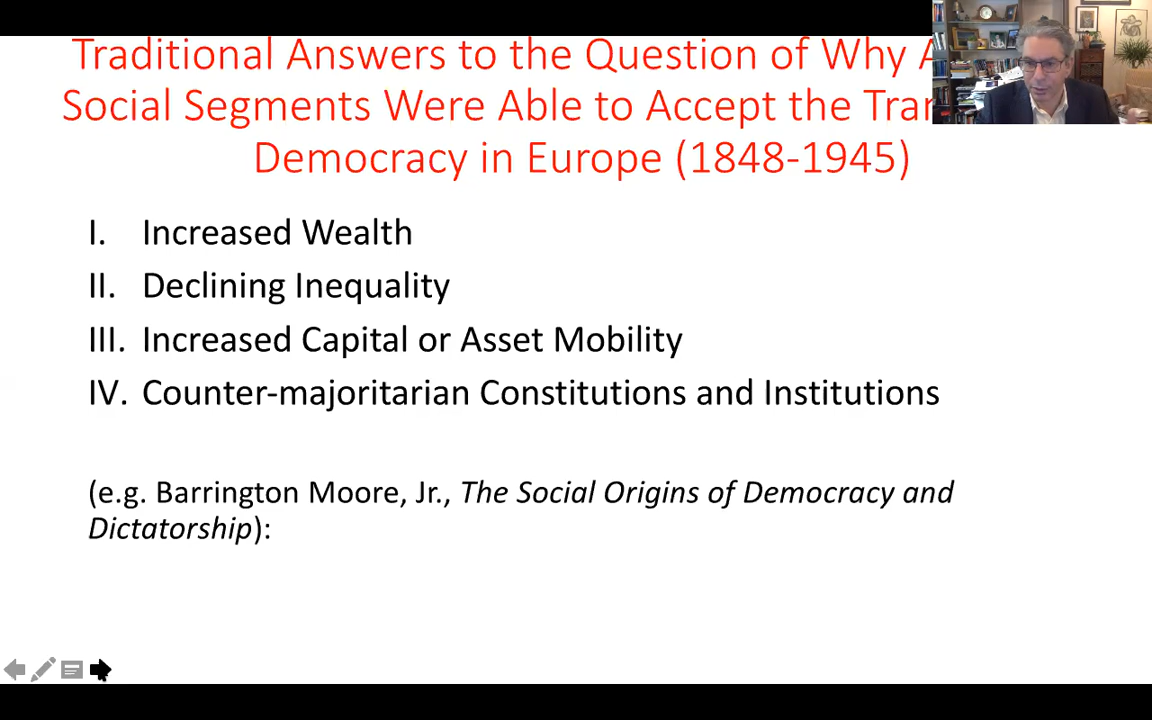 Traditional Answers to the Question of Why
Social Segments Were Able to Accept the
Democracy in Europe (1848-1945)
I. Increased Wealth
II. Declining Inequality
III. Increased Capital or Asset Mobility
IV. Counter-majoritarian Constitutions and Institutions
(e.g. Barrington Moore, Jr., The Social Origins of Democracy and
Dictatorship):